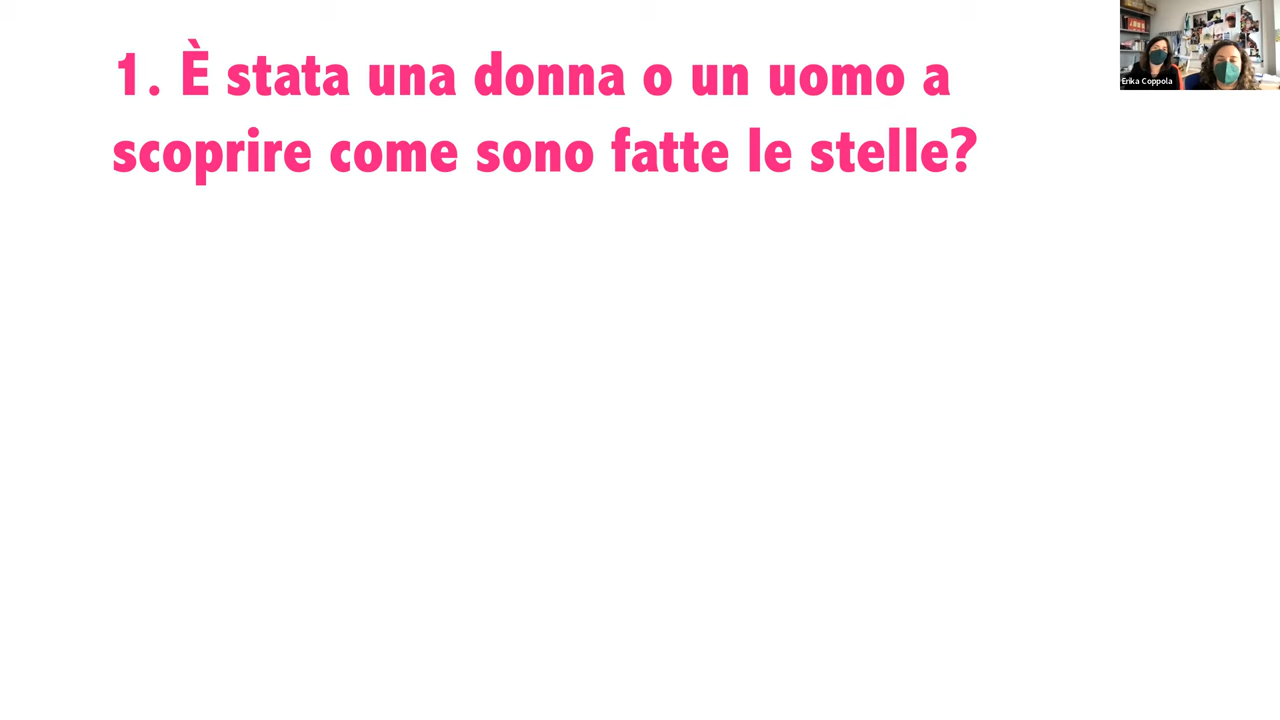 1. È stata una donna o un uomo a
scoprire come sono fatte le stelle?
Erika Coppola